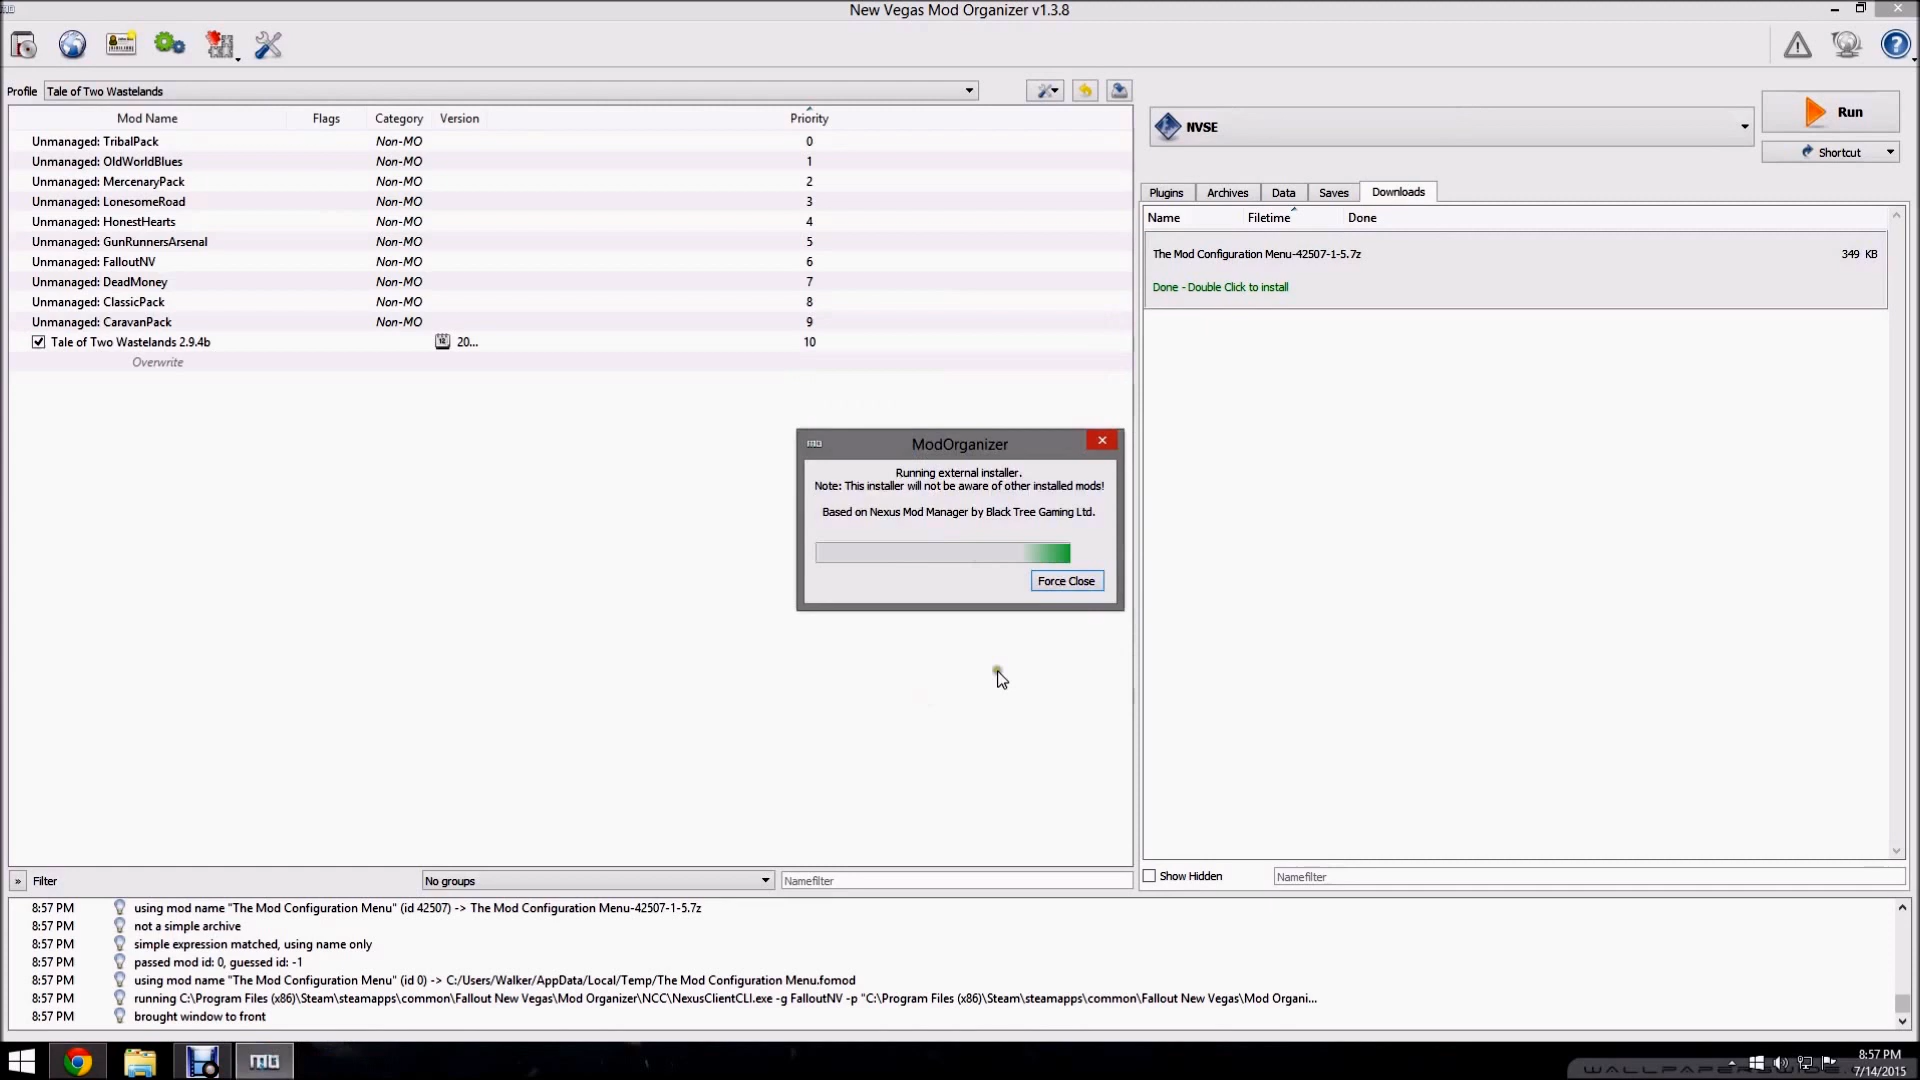 New Vegas Mod Organizer v1.3.8
Profile Tale of Two Wastelands
Mod Name Flags Category Version Priority
Unmanaged: TribalPack Non-MO 0
Unmanaged: OldWorldBlues Non-MO 1
Unmanaged: MercenaryPack Non-MO 2
Unmanaged: LonesomeRoad Non-MO 3
Unmanaged: HonestHearts Non-MO 4
Unmanaged: GunRunnersArsenal Non-MO 5
Unmanaged: FalloutNV Non-MO 6
Unmanaged: DeadMoney Non-MO 7
Unmanaged: ClassicPack Non-MO 8
Unmanaged: CaravanPack Non-MO 9
Tale of Two Wastelands 2.9.4b 20... 10
Overwrite
NVSE
Run
Shortcut
Plugins Archives Data Saves Downloads
Name Filetime Done
The Mod Configuration Menu-42507-1-5.7z 349 KB
Done - Double Click to install
ModOrganizer
Running external installer.
Note: This installer will not be aware of other installed mods!
Based on Nexus Mod Manager by Black Tree Gaming Ltd.
Force Close
» Filter No groups Namefilter
Show Hidden Namefilter
8:57 PM using mod name "The Mod Configuration Menu" (id 42507) -> The Mod Configuration Menu-42507-1-5.7z
8:57 PM not a simple archive
8:57 PM simple expression matched, using name only
8:57 PM passed mod id: 0, guessed id: -1
8:57 PM using mod name "The Mod Configuration Menu" (id 0) -> C:/Users/Walker/AppData/Local/Temp/The Mod Configuration Menu.fomod
8:57 PM running C:\Program Files (x86)\Steam\steamapps\common\Fallout New Vegas\Mod Organizer\NCC\NexusClientCLI.exe -g FalloutNV -p "C:\Program Files (x86)\Steam\steamapps\common\Fallout New Vegas\Mod Organi...
8:57 PM brought window to front
8:57 PM
7/14/2015